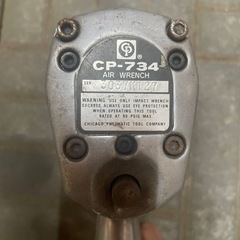 CP
CP-734
AIR WRENCH
SER.
WARNING USE ONLY IMPACT WRENCH
SOCKETS ALWAYS USE EYE PROTECTION
WHEN OPERATING THIS TOOL
RATED AT 90 PSIG MAX
CHICAGO PNEUMATIC TOOL COMPANY